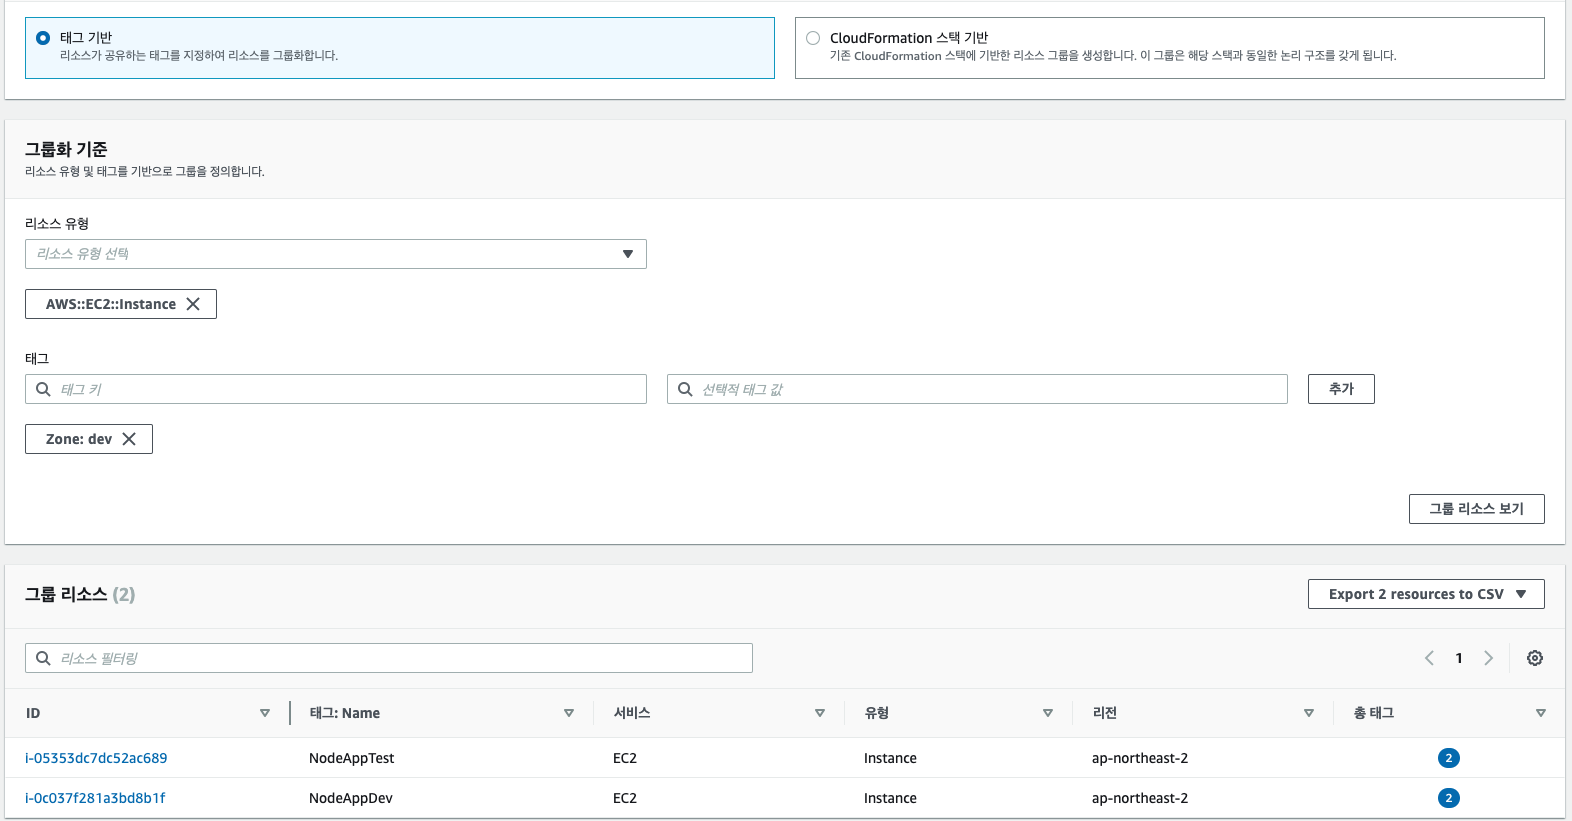 태그 기반
리소스가 공유하는 태그를 지정하여 리소스를 그룹화합니다.
CloudFormation 스택 기반
기존 CloudFormation 스택에 기반한 리소스 그룹을 생성합니다. 이 그룹은 해당 스택과 동일한 논리 구조를 갖게 됩니다.
그룹화 기준
리소스 유형 및 태그를 기반으로 그룹을 정의합니다.
리소스 유형
리소스 유형 선택
AWS::EC2::Instance
태그
태그 키 선택적 태그 값 추가
Zone: dev
그룹 리소스 보기
그룹 리소스 (2) Export 2 resources to CSV
리소스 필터링 1
ID 태그: Name 서비스 유형 리전 총 태그
i-05353dc7dc52ac689 NodeAppTest EC2 Instance ap-northeast-2 2
i-0c037f281a3bd8b1f NodeAppDev EC2 Instance ap-northeast-2 2